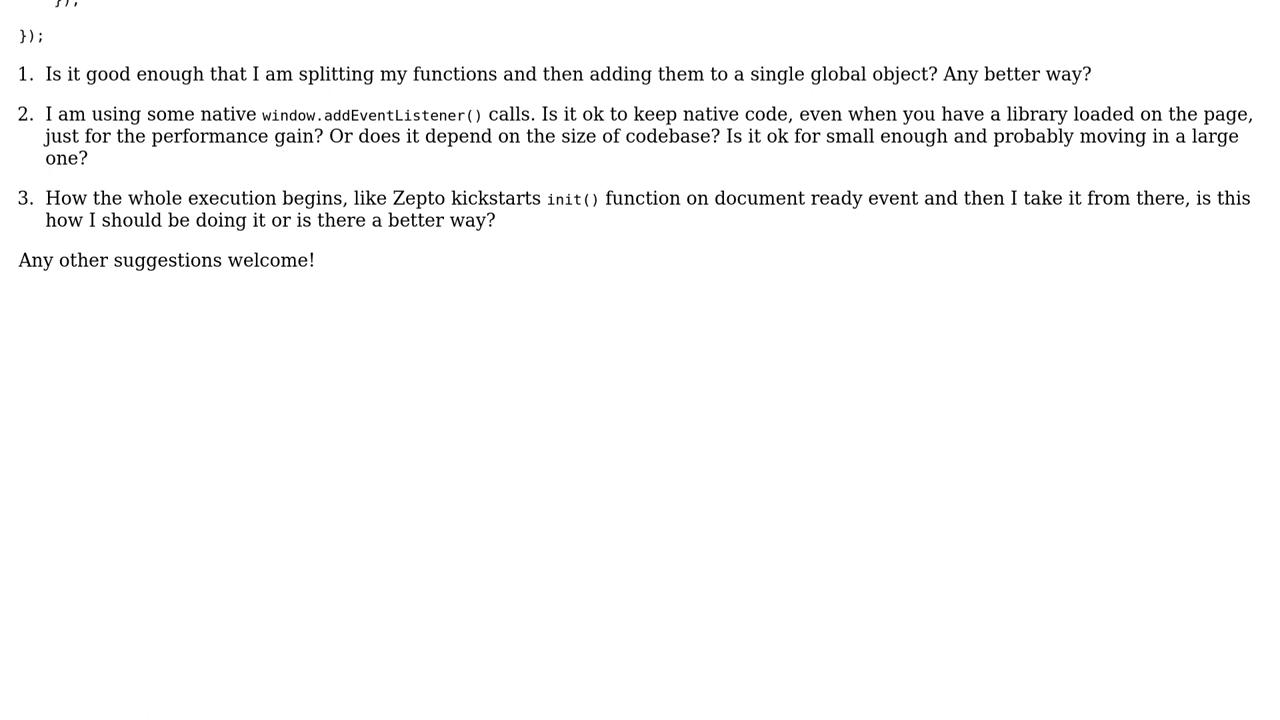 });
});
1. Is it good enough that I am splitting my functions and then adding them to a single global object? Any better way?
2. I am using some native window.addEventListener() calls. Is it ok to keep native code, even when you have a library loaded on the page,
just for the performance gain? Or does it depend on the size of codebase? Is it ok for small enough and probably moving in a large
one?
3. How the whole execution begins, like Zepto kickstarts init() function on document ready event and then I take it from there, is this
how I should be doing it or is there a better way?
Any other suggestions welcome!